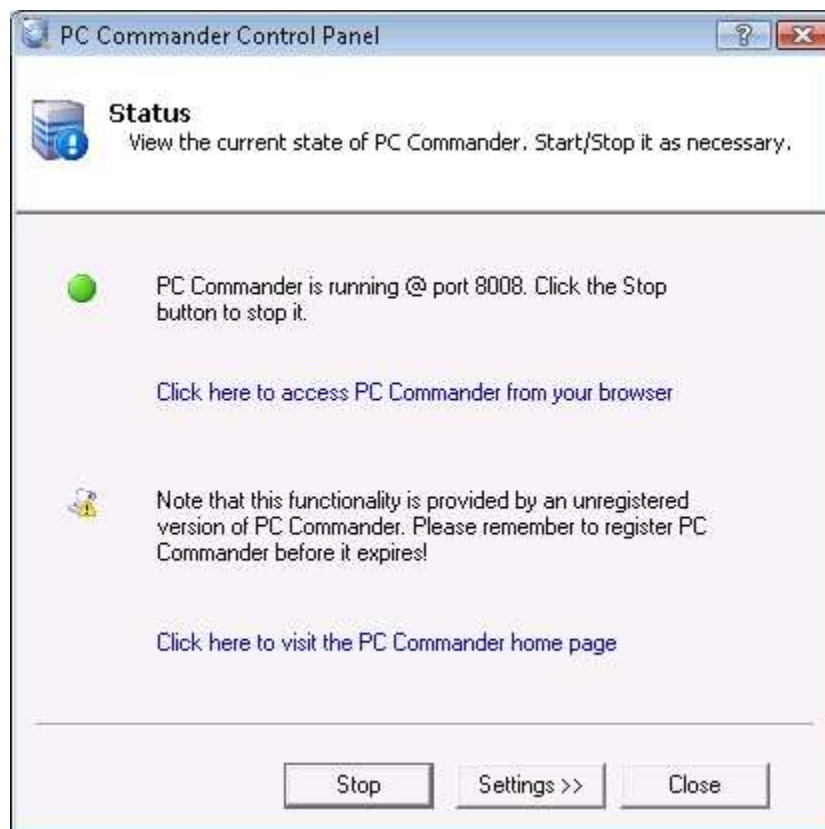 PC Commander Control Panel
Status
View the current state of PC Commander. Start/Stop it as necessary.
PC Commander is running @ port 8008. Click the Stop
button to stop it.
Click here to access PC Commander from your browser
Note that this functionality is provided by an unregistered
version of PC Commander. Please remember to register PC
Commander before it expires!
Click here to visit the PC Commander home page
Stop
Settings >>
Close